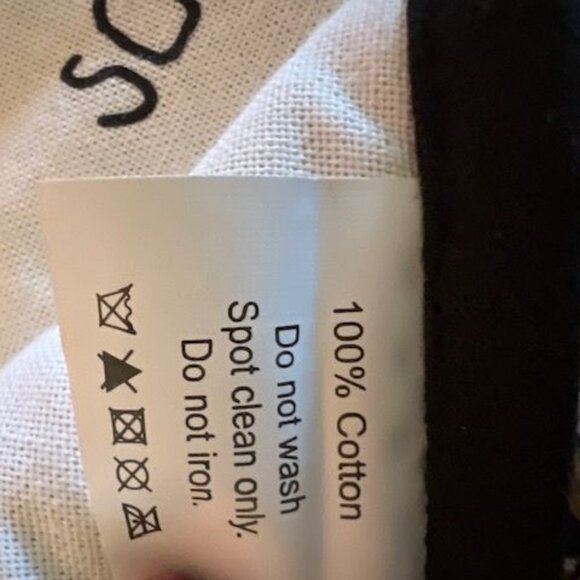 100% Cotton
Do not wash
Spot clean only.
Do not iron.